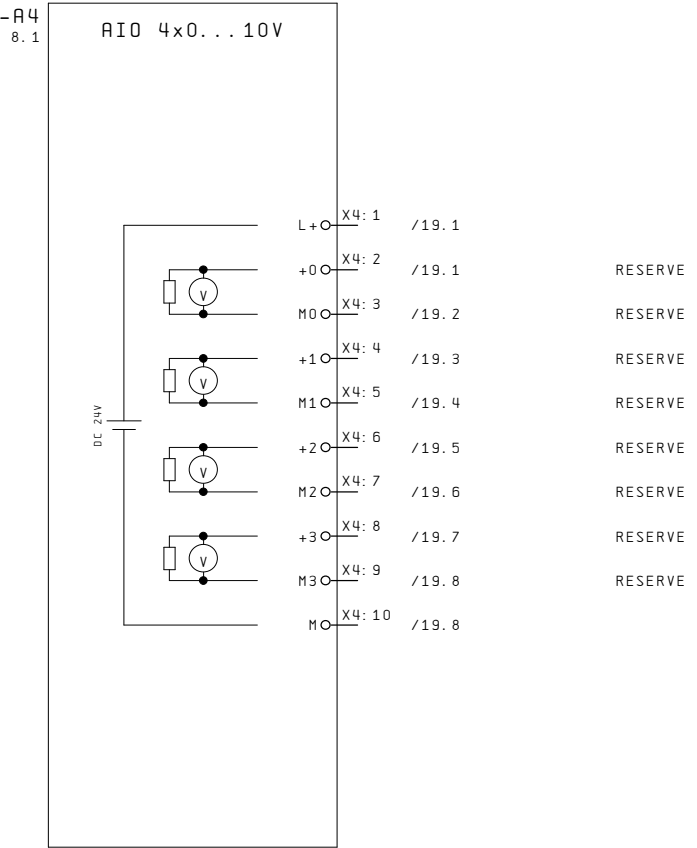 -A4
8.1
AIO 4x0...10V
L+ X4:1 /19.1
+0 X4:2 /19.1 RESERVE
V
M0 X4:3 /19.2 RESERVE
+1 X4:4 /19.3 RESERVE
V
M1 X4:5 /19.4 RESERVE
DC 24V
+2 X4:6 /19.5 RESERVE
V
M2 X4:7 /19.6 RESERVE
+3 X4:8 /19.7 RESERVE
V
M3 X4:9 /19.8 RESERVE
M X4:10 /19.8